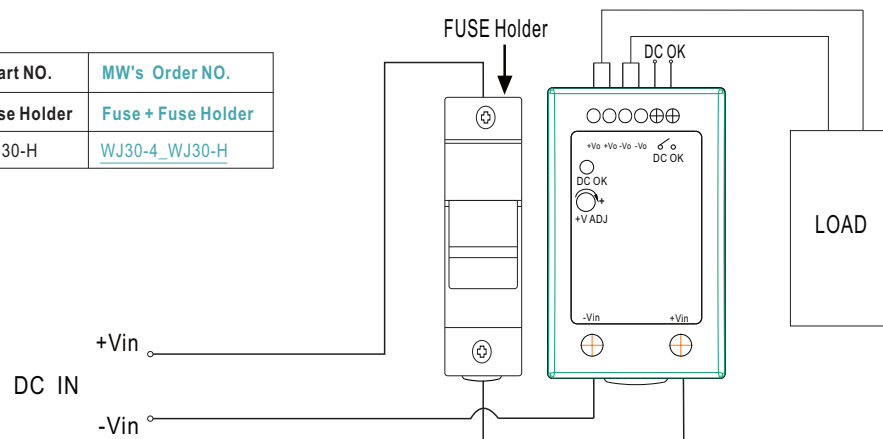 FUSE Holder
DC OK
art NO. MW's Order NO.
se Holder Fuse + Fuse Holder
30-H WJ30-4_WJ30-H
+Vo +Vo -Vo -Vo
DC OK
DC OK
+
+V ADJ
LOAD
-Vin +Vin
+Vin
DC IN
-Vin